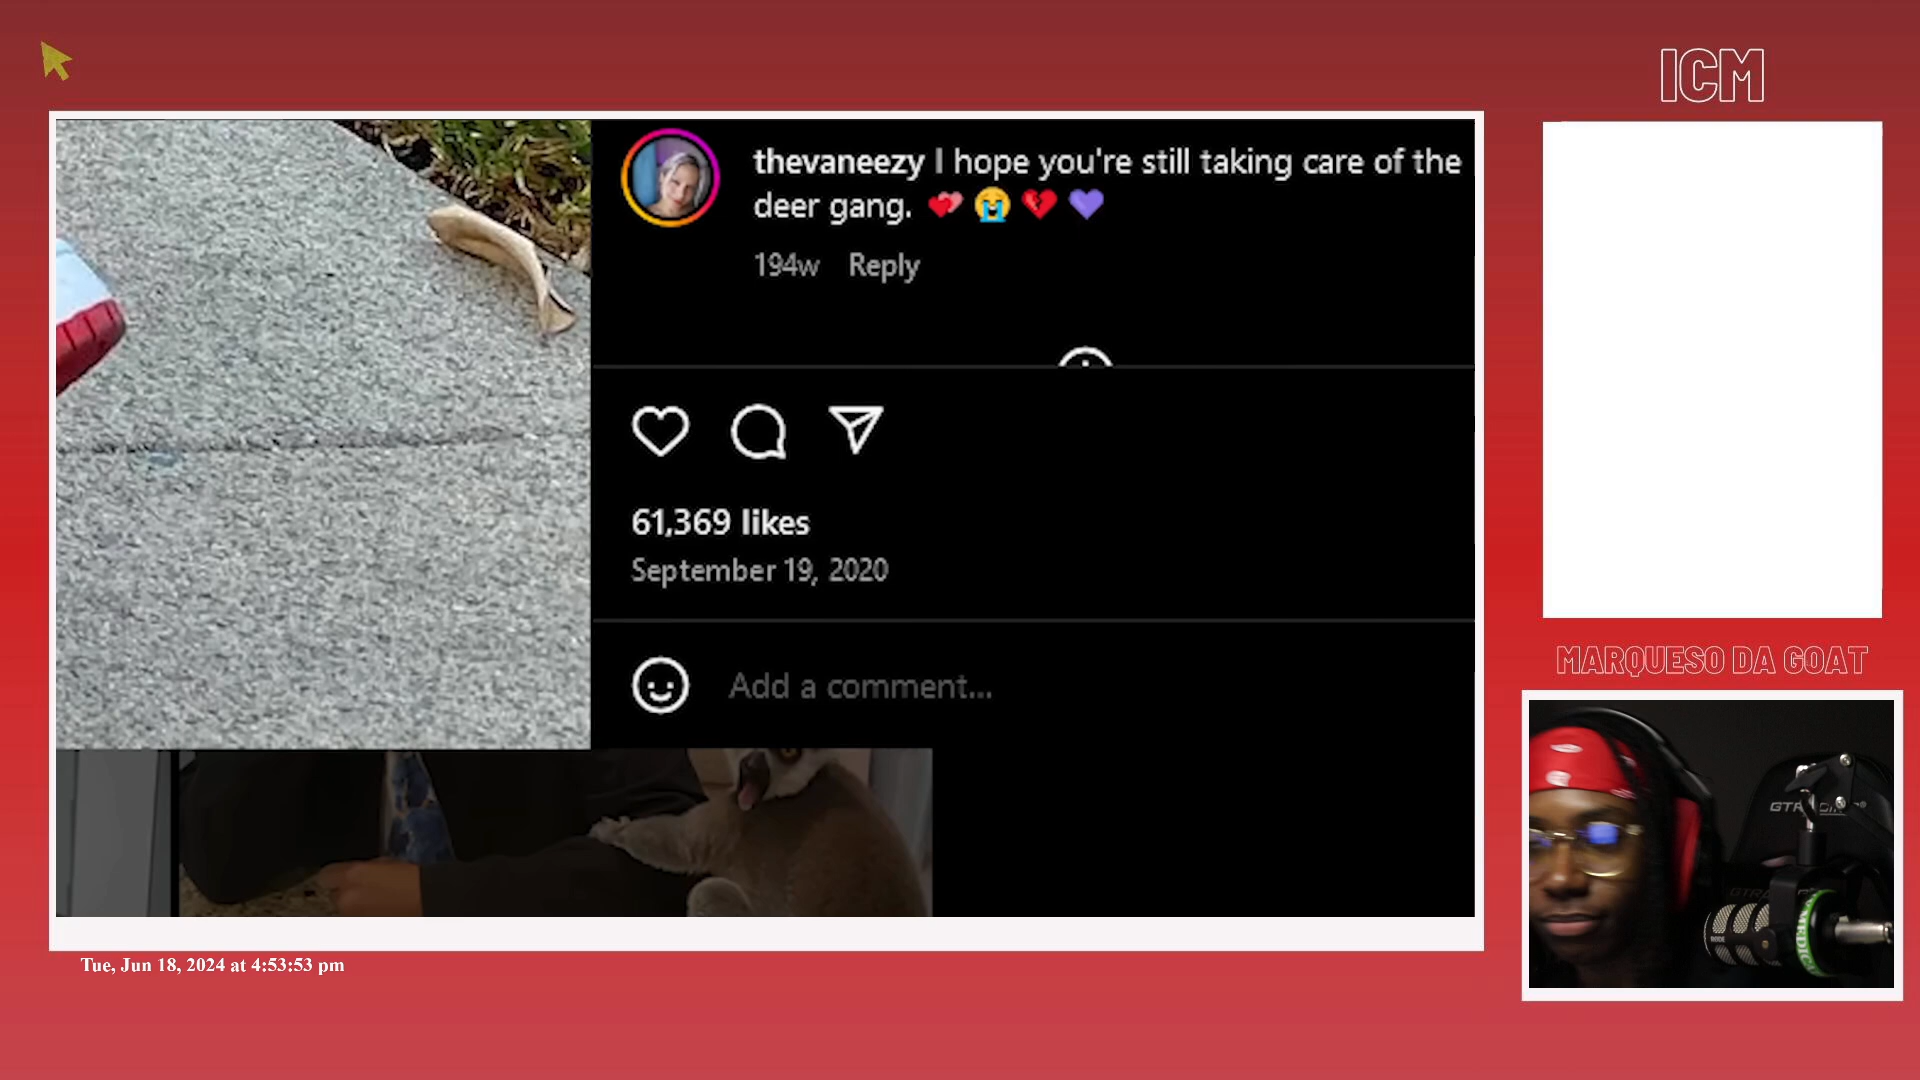 ICM
thevaneezy I hope you're still taking care of the
deer gang. 💕 😭 💔 💜
194w Reply
61,369 likes
September 19, 2020
Add a comment...
MARQUESO DA GOAT
Tue, Jun 18, 2024 at 4:53:53 pm